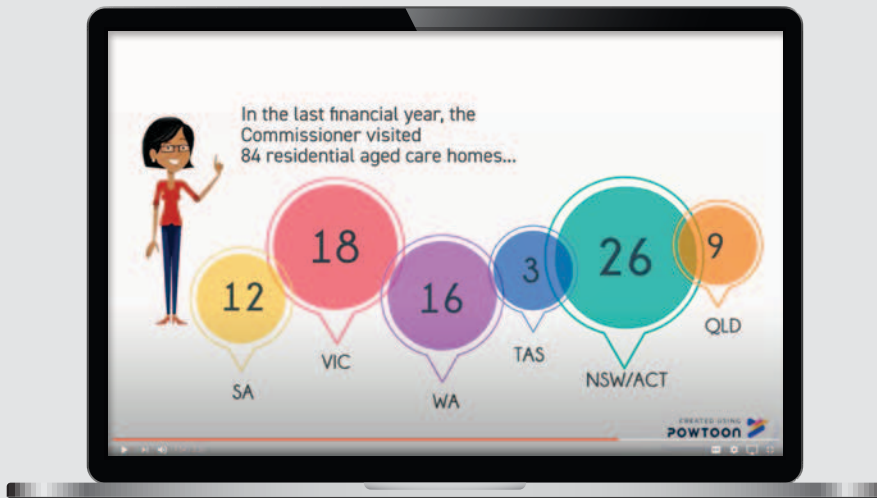 In the last financial year, the
Commissioner visited
84 residential aged care homes...
12
18
16
3
26
9
SA
VIC
WA
TAS
NSW/ACT
QLD
CREATED USING
POWTOON